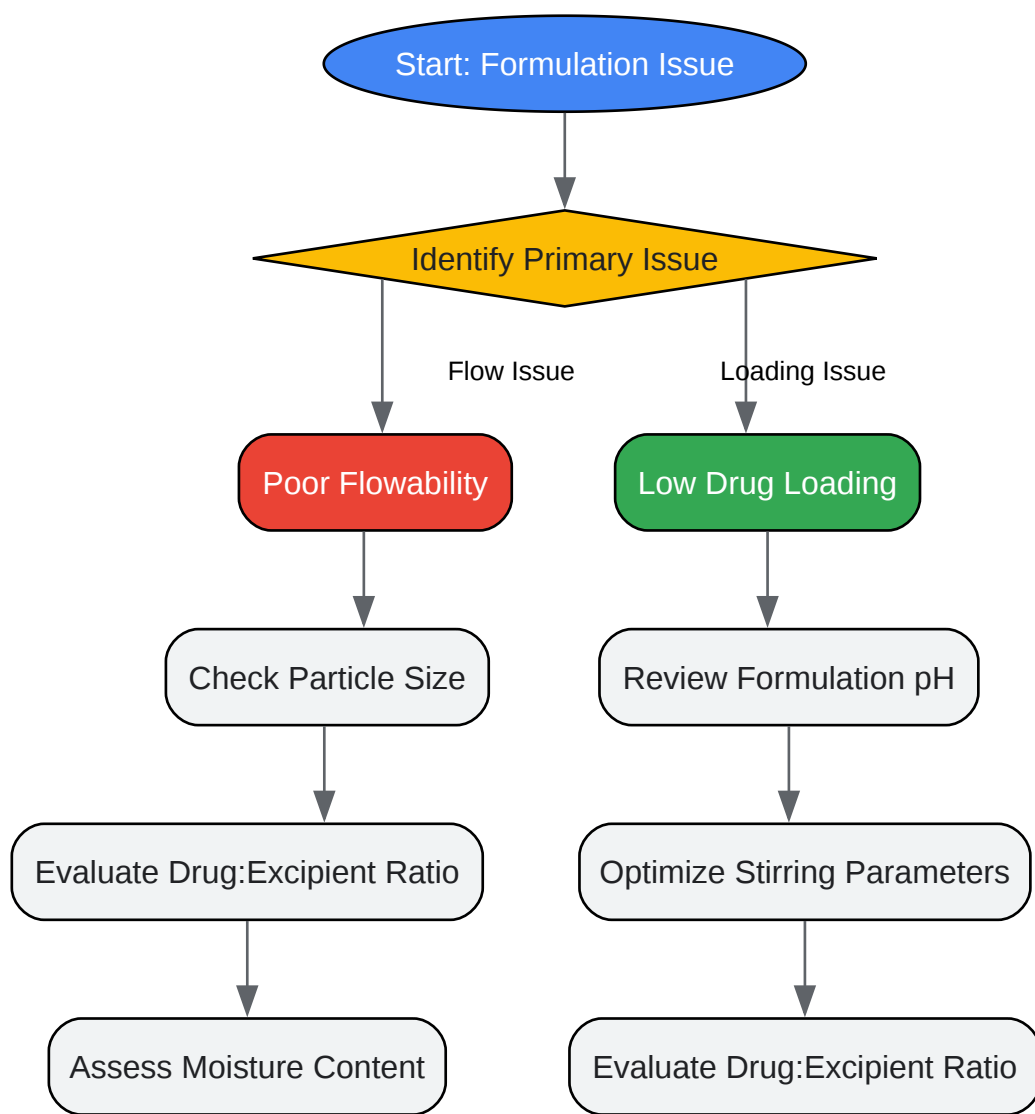 Start: Formulation Issue
Identify Primary Issue
Flow Issue
Loading Issue
Poor Flowability
Low Drug Loading
Check Particle Size
Review Formulation pH
Evaluate Drug:Excipient Ratio
Optimize Stirring Parameters
Assess Moisture Content
Evaluate Drug:Excipient Ratio